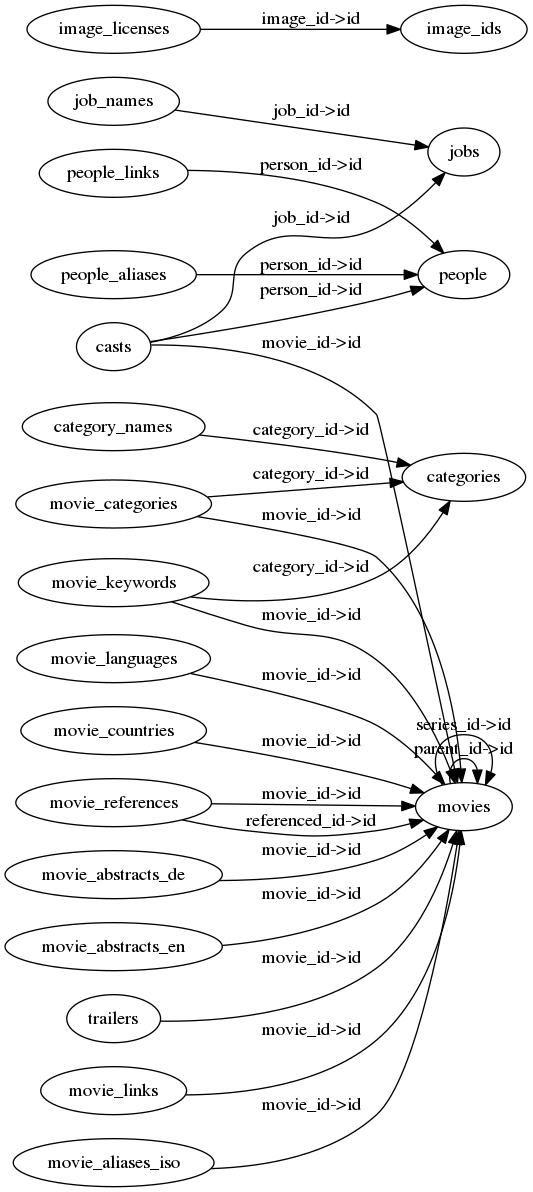 image_licenses
image_id->id
image_ids
job_names
job_id->id
jobs
people_links
person_id->id
job_id->id
people_aliases
person_id->id
people
person_id->id
casts
movie_id->id
category_names
category_id->id
categories
category_id->id
movie_categories
movie_id->id
movie_keywords
category_id->id
movie_id->id
movie_languages
movie_id->id
series_id->id
movie_countries
movie_id->id
parent_id->id
movie_references
movie_id->id
movies
referenced_id->id
movie_id->id
movie_abstracts_de
movie_id->id
movie_abstracts_en
movie_id->id
trailers
movie_id->id
movie_links
movie_id->id
movie_aliases_iso